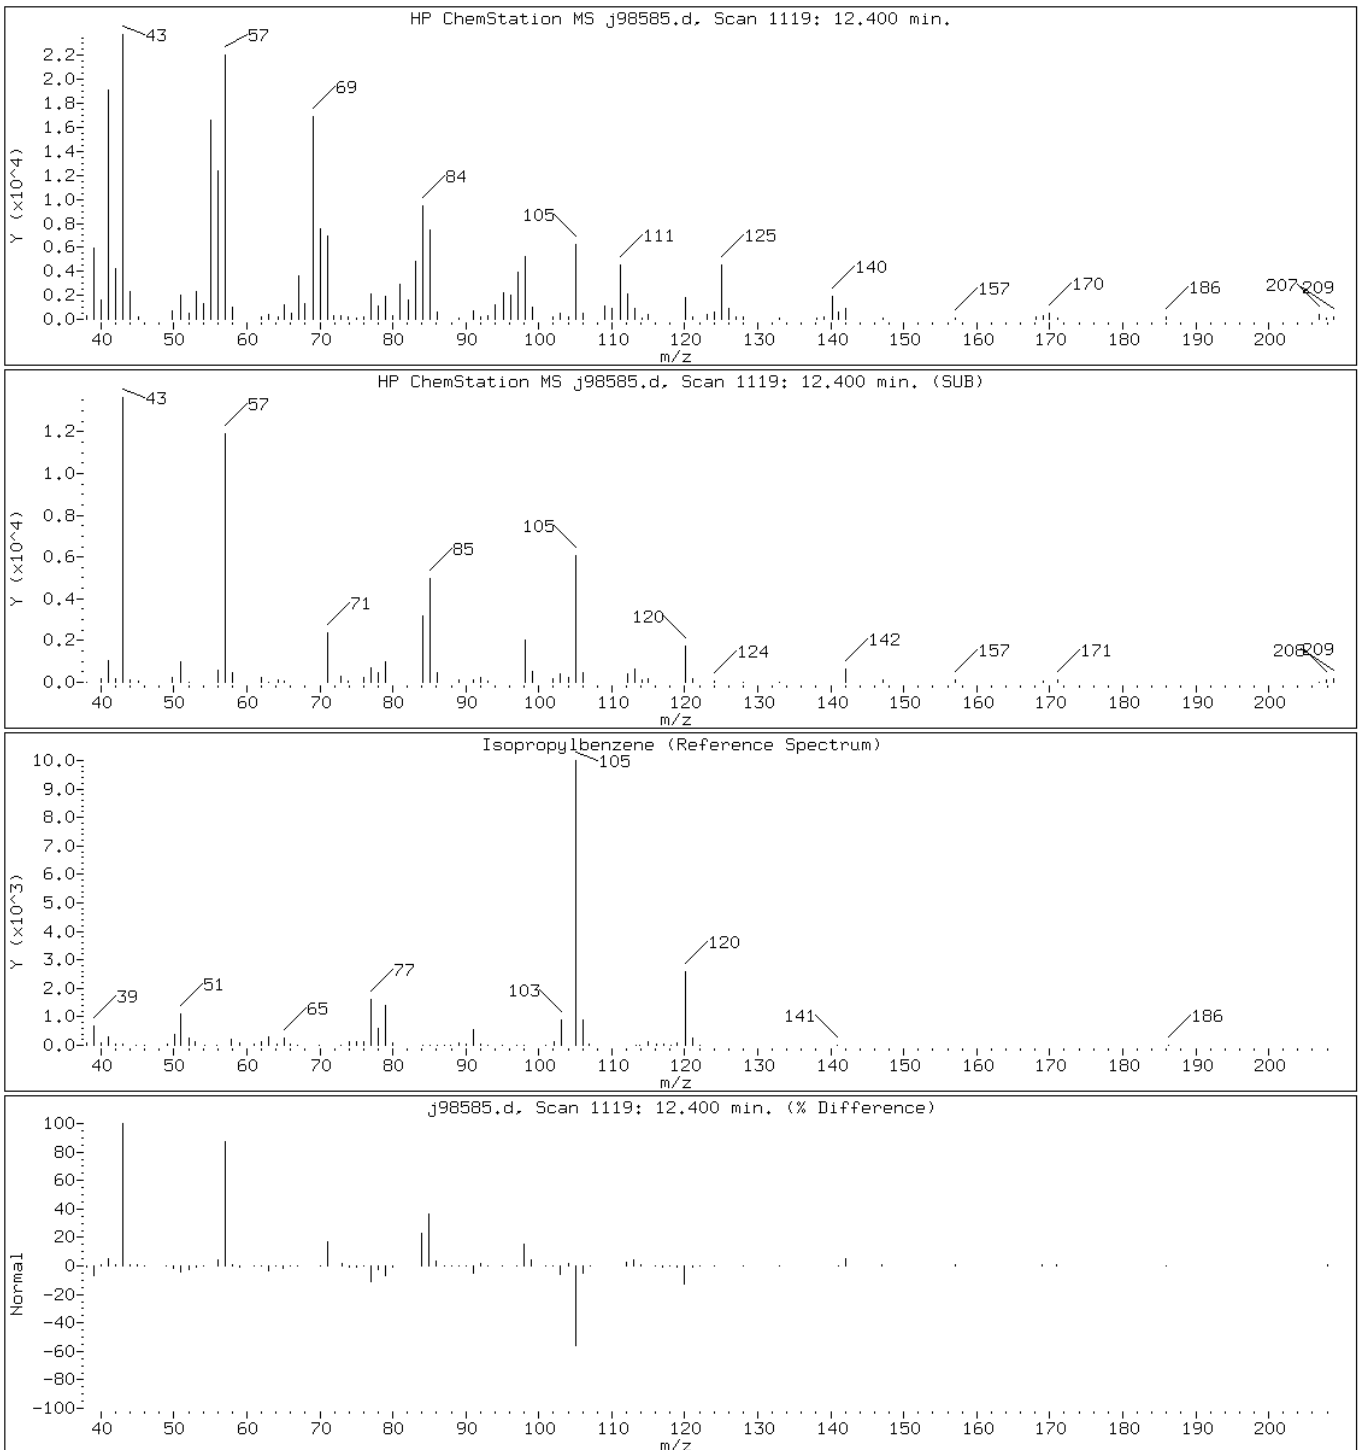 HP ChemStation MS j98585.d, Scan 1119: 12.400 min.
Y (x10^4)
2.2
2.0
1.8
1.6
1.4
1.2
1.0
0.8
0.6
0.4
0.2
0.0
43 57 69 84 105 111 125 140 157 170 186 207 209
40 50 60 70 80 90 100 110 120 130 140 150 160 170 180 190 200
m/z
HP ChemStation MS j98585.d, Scan 1119: 12.400 min. (SUB)
Y (x10^4)
1.2
1.0
0.8
0.6
0.4
0.2
0.0
43 57 71 85 105 120 124 142 157 171 208 209
40 50 60 70 80 90 100 110 120 130 140 150 160 170 180 190 200
m/z
Isopropylbenzene (Reference Spectrum)
Y (x10^3)
10.0
9.0
8.0
7.0
6.0
5.0
4.0
3.0
2.0
1.0
0.0
39 51 65 77 103 105 120 141 186
40 50 60 70 80 90 100 110 120 130 140 150 160 170 180 190 200
m/z
j98585.d, Scan 1119: 12.400 min. (% Difference)
Normal
100
80
60
40
20
0
-20
-40
-60
-80
-100
40 50 60 70 80 90 100 110 120 130 140 150 160 170 180 190 200
m/z